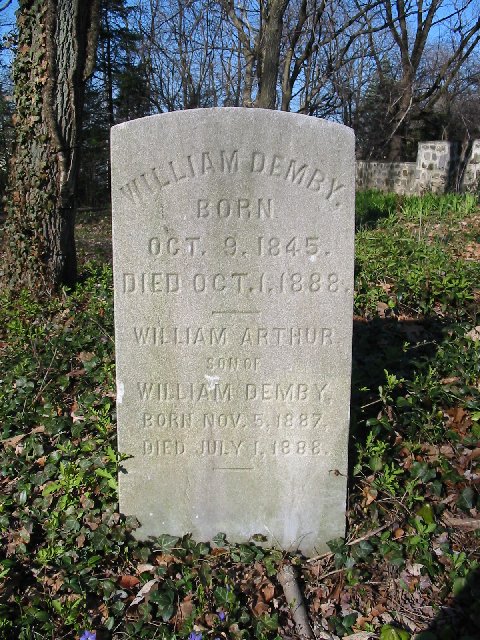 WILLIAM DEMBY.
BORN
OCT. 9. 1845.
DIED OCT. 1, 1888.
WILLIAM ARTHUR
SON OF
WILLIAM DEMBY,
BORN NOV. 5, 1887.
DIED JULY 1, 1888.